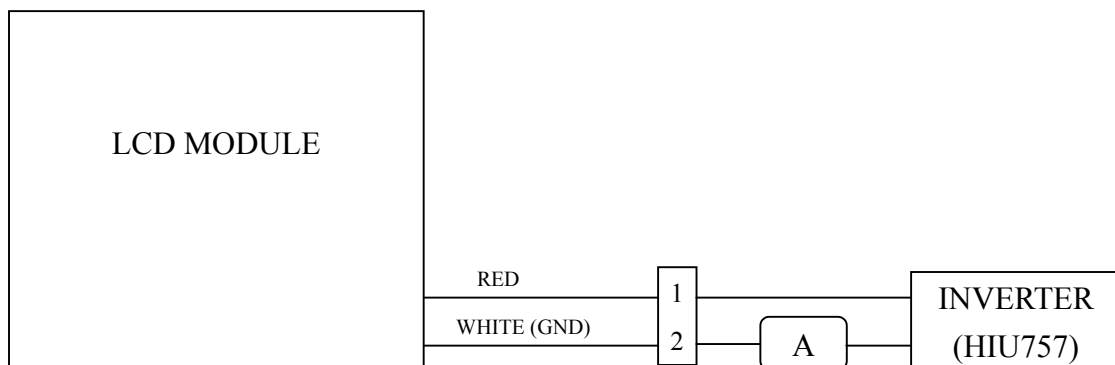 LCD MODULE
RED
1
INVERTER
WHITE (GND)
2
A
(HIU757)